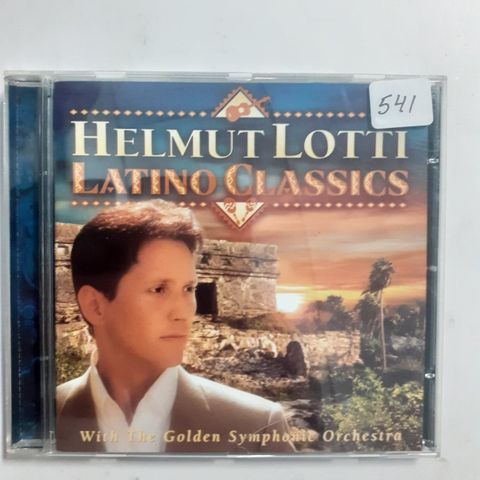 541
HELMUT LOTTI
LATINO CLASSICS
With The Golden Symphonic Orchestra